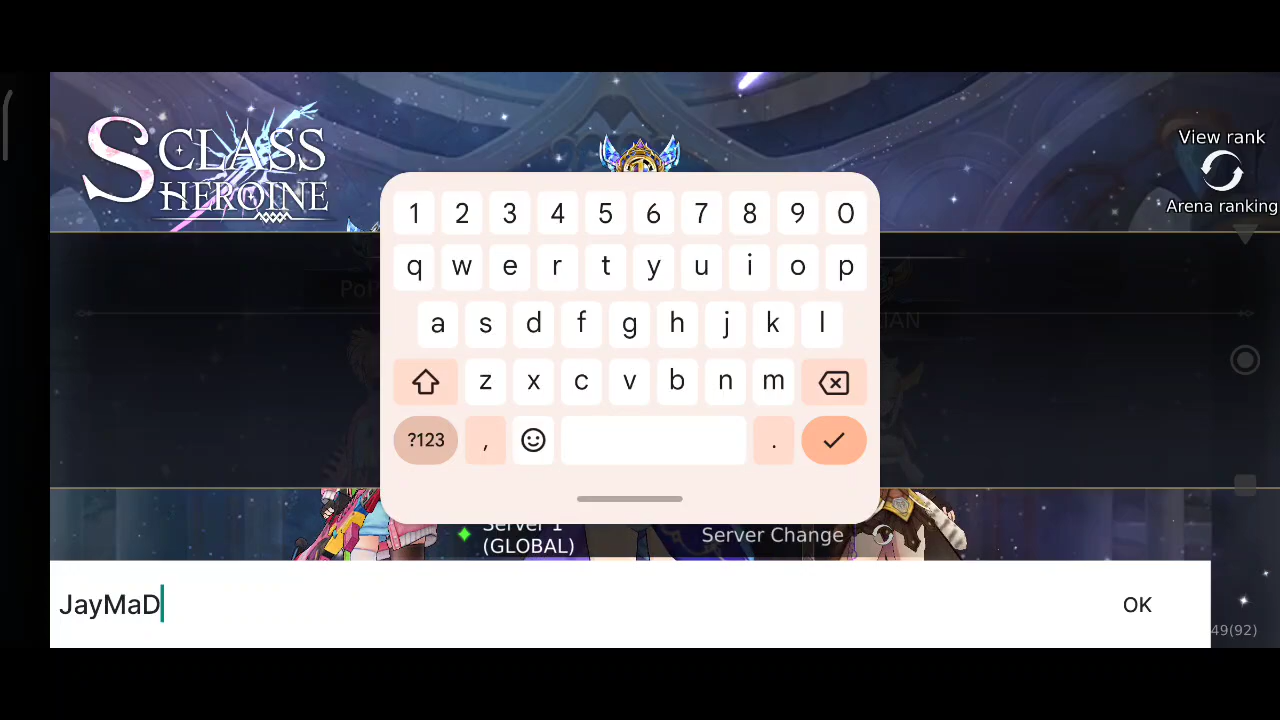 S CLASS
HEROINE
View rank
Arena ranking
1 2 3 4 5 6 7 8 9 0
q w e r t y u i o p
a s d f g h j k l
z x c v b n m
?123 , .
Server 1
(GLOBAL)
Server Change
JayMaD
OK
49(92)